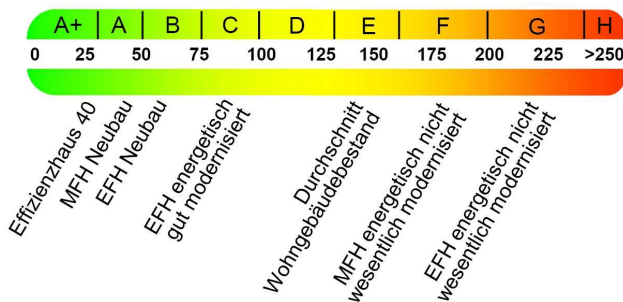 A+ A B C D E F G H
0 25 50 75 100 125 150 175 200 225 >250
Effizienzhaus 40
MFH Neubau
EFH Neubau
EFH energetisch
gut modernisiert
Durchschnitt
Wohngebäudebestand
MFH energetisch nicht
wesentlich modernisiert
EFH energetisch nicht
wesentlich modernisiert